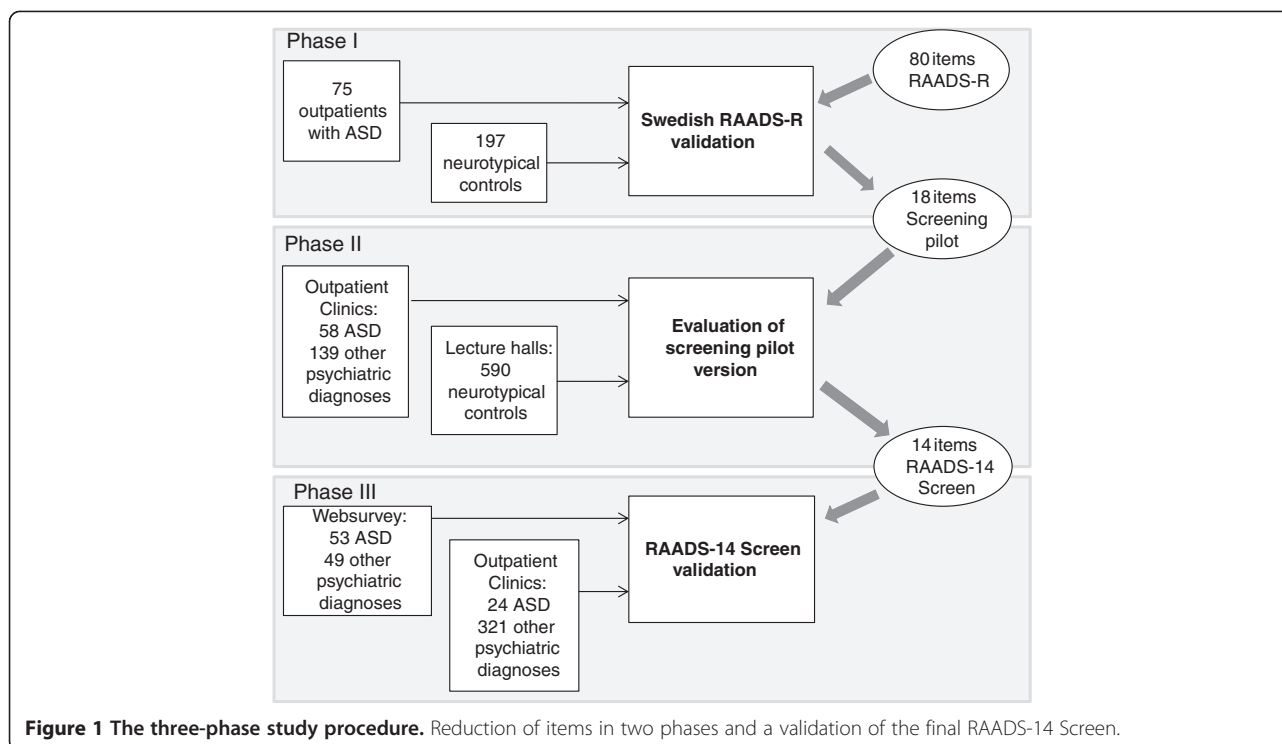 Phase I
75
outpatients
with ASD
197
neurotypical
controls
Swedish RAADS-R
validation
80 items
RAADS-R
18 items
Screening
pilot
Phase II
Outpatient
Clinics:
58 ASD
139 other
psychiatric
diagnoses
Lecture halls:
590
neurotypical
controls
Evaluation of
screening pilot
version
14 items
RAADS-14
Screen
Phase III
Websurvey:
53 ASD
49 other
psychiatric
diagnoses
Outpatient
Clinics:
24 ASD
321 other
psychiatric
diagnoses
RAADS-14 Screen
validation
Figure 1 The three-phase study procedure. Reduction of items in two phases and a validation of the final RAADS-14 Screen.